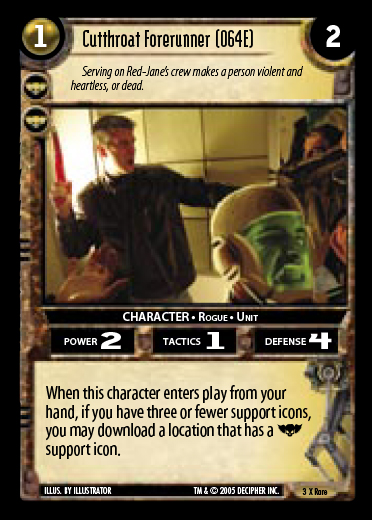 1 Cutthroat Forerunner (064E) 2
Serving on Red-Jane's crew makes a person violent and
heartless, or dead.
CHARACTER • ROGUE • UNIT
POWER 2 TACTICS 1 DEFENSE 4
When this character enters play from your
hand, if you have three or fewer support icons,
you may download a location that has a
support icon.
ILLUS. BY ILLUSTRATOR TM & © 2005 DECIPHER INC. 3 X Rare